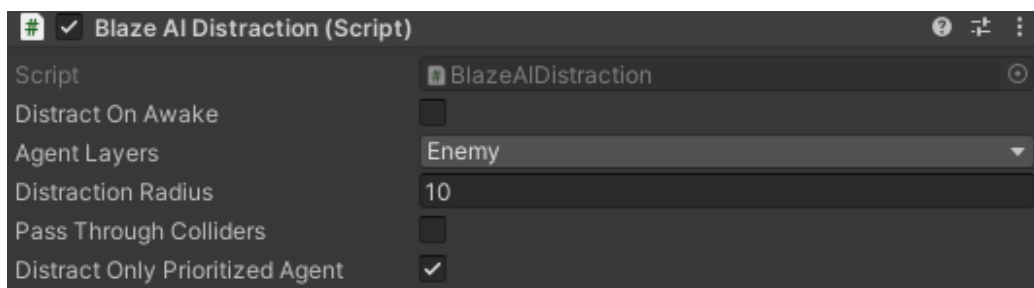 # Blaze AI Distraction (Script)
Script # BlazeAIDistraction
Distract On Awake
Agent Layers Enemy
Distraction Radius 10
Pass Through Colliders
Distract Only Prioritized Agent